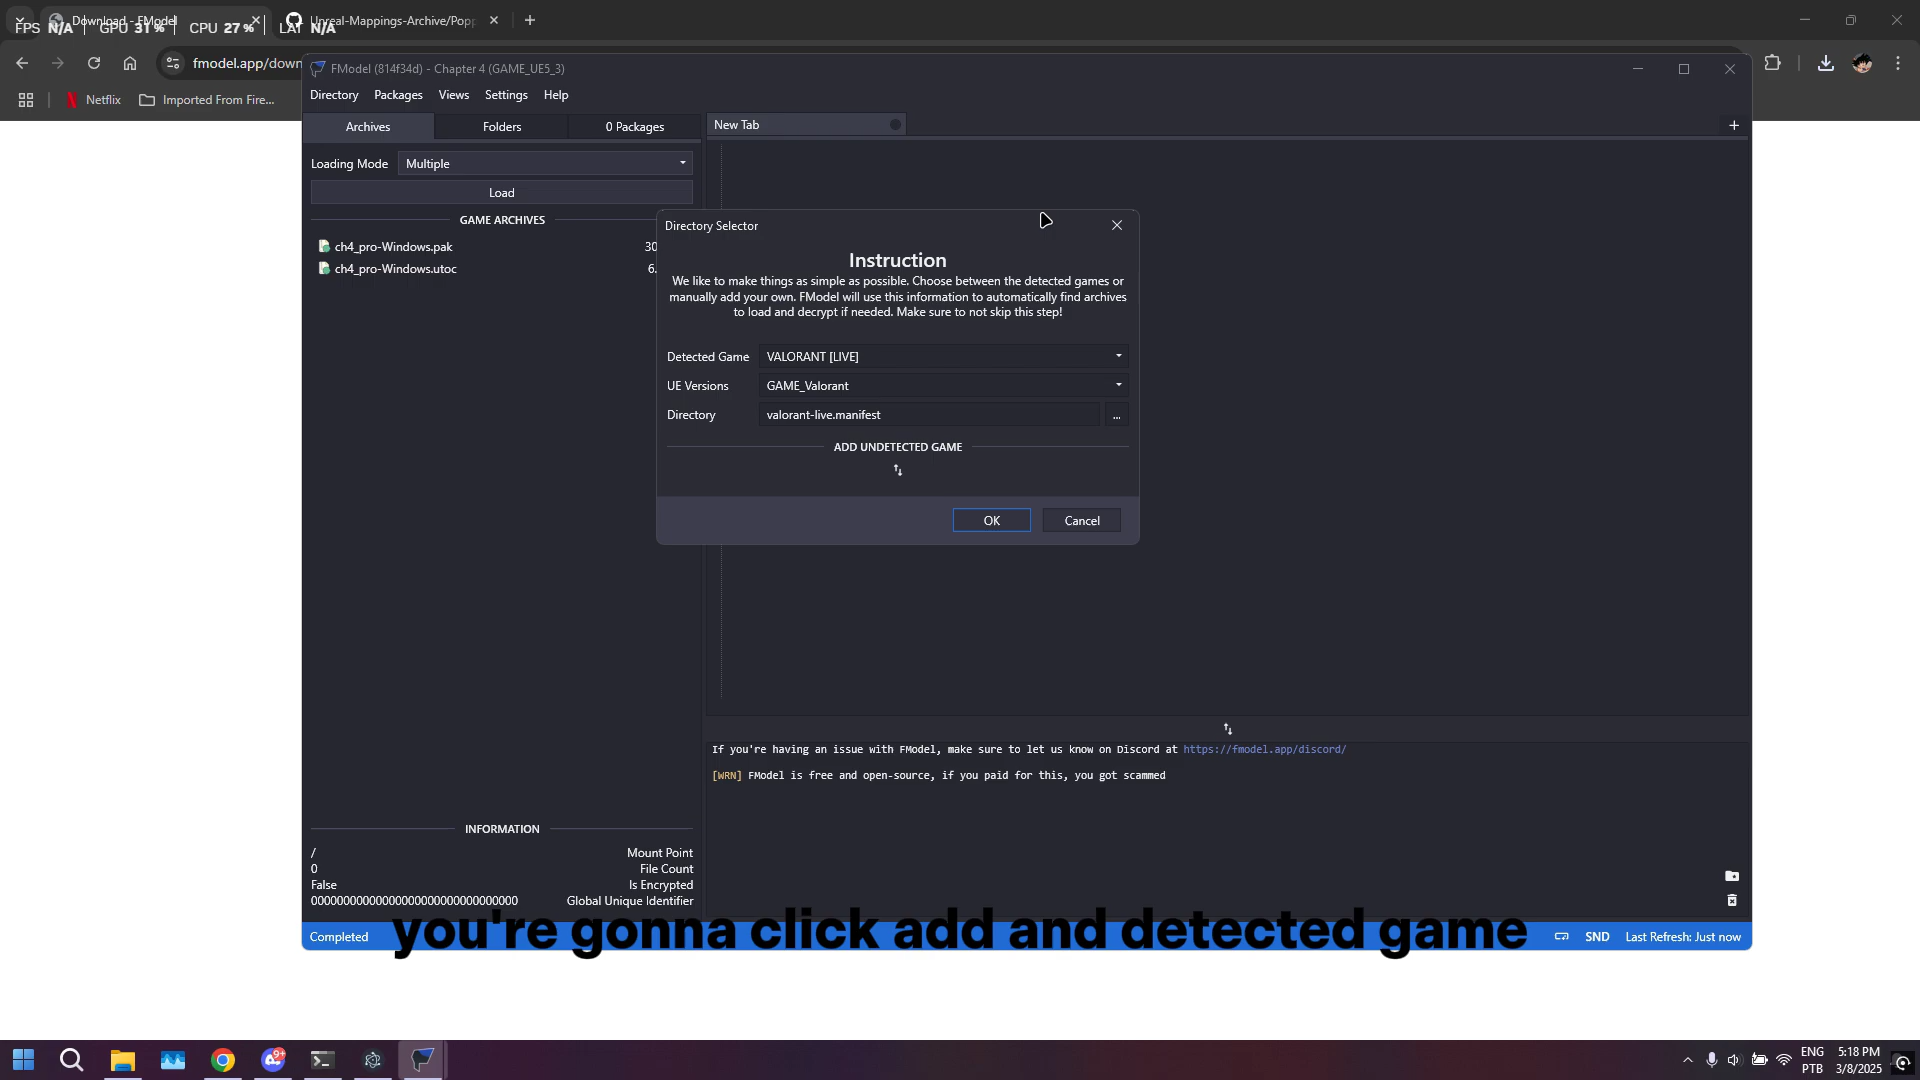 Download - FModel
Unreal-Mappings-Archive/Popp
FPS N/A | GPU 31 % | CPU 27 % | LAT N/A
fmodel.app/down
Netflix
Imported From Fire...
FModel (814f34d) - Chapter 4 (GAME_UE5_3)
Directory Packages Views Settings Help
Archives Folders 0 Packages
New Tab
Loading Mode Multiple
Load
GAME ARCHIVES
ch4_pro-Windows.pak 30
ch4_pro-Windows.utoc 6.
Directory Selector
Instruction
We like to make things as simple as possible. Choose between the detected games or
manually add your own. FModel will use this information to automatically find archives
to load and decrypt if needed. Make sure to not skip this step!
Detected Game VALORANT [LIVE]
UE Versions GAME_Valorant
Directory valorant-live.manifest ...
ADD UNDETECTED GAME
OK Cancel
If you're having an issue with FModel, make sure to let us know on Discord at https://fmodel.app/discord/
[WRN] FModel is free and open-source, if you paid for this, you got scammed
INFORMATION
/ Mount Point
0 File Count
False Is Encrypted
00000000000000000000000000000000 Global Unique Identifier
you're gonna click add and detected game
Completed
SND Last Refresh: Just now
9+
ENG
PTB
5:18 PM
3/8/2025